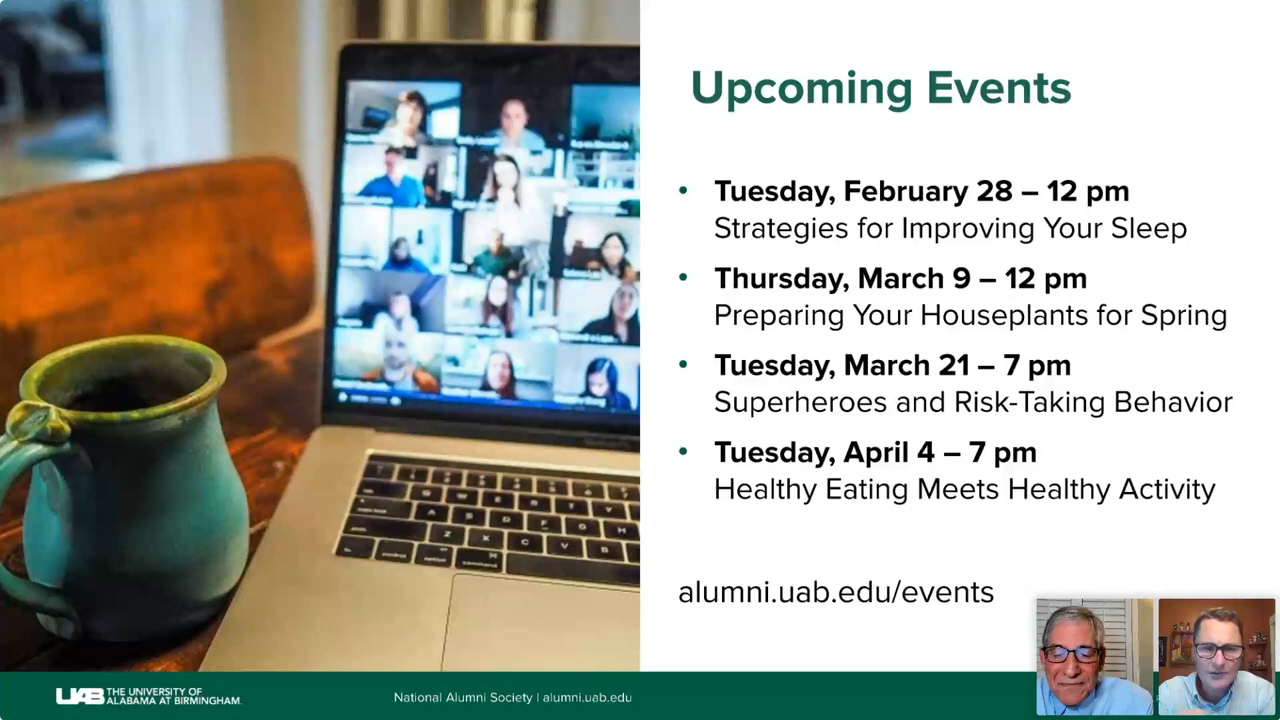 Upcoming Events
• Tuesday, February 28 – 12 pm
Strategies for Improving Your Sleep
• Thursday, March 9 – 12 pm
Preparing Your Houseplants for Spring
• Tuesday, March 21 – 7 pm
Superheroes and Risk-Taking Behavior
• Tuesday, April 4 – 7 pm
Healthy Eating Meets Healthy Activity
alumni.uab.edu/events
UAB THE UNIVERSITY OF
ALABAMA AT BIRMINGHAM.
National Alumni Society | alumni.uab.edu